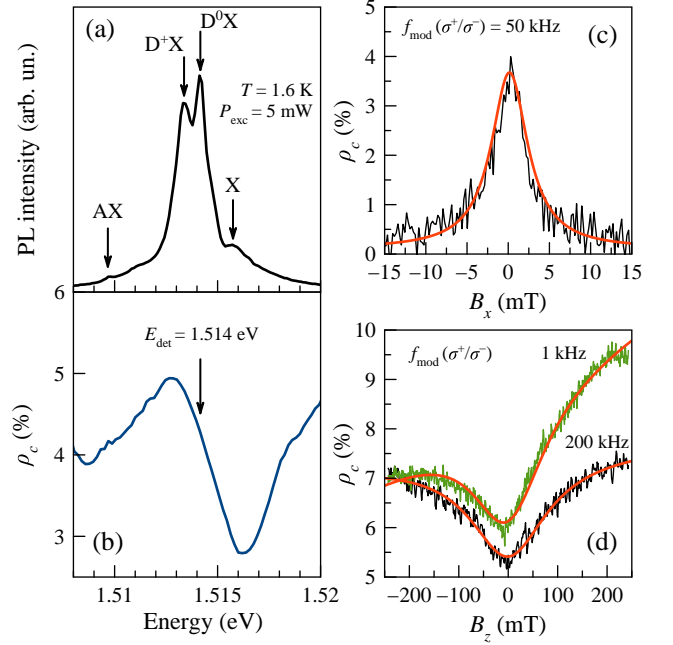 (a)
D⁺X
D⁰X
T = 1.6 K
P_exc = 5 mW
AX
X
PL intensity (arb. un.)
(b)
E_det = 1.514 eV
6
5
4
3
ρ_c (%)
1.51
1.515
1.52
Energy (eV)
(c)
f_mod (σ⁺/σ⁻) = 50 kHz
5
4
3
2
1
0
ρ_c (%)
−15
−10
−5
0
5
10
15
B_x (mT)
(d)
f_mod (σ⁺/σ⁻)
1 kHz
200 kHz
10
9
8
7
6
5
ρ_c (%)
−200
−100
0
100
200
B_z (mT)